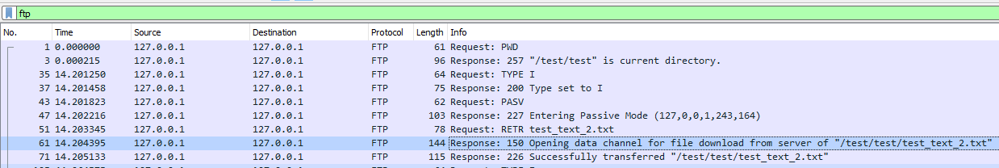 ftp
No. Time Source Destination Protocol Length Info
1 0.000000 127.0.0.1 127.0.0.1 FTP 61 Request: PWD
3 0.000215 127.0.0.1 127.0.0.1 FTP 96 Response: 257 "/test/test" is current directory.
35 14.201250 127.0.0.1 127.0.0.1 FTP 64 Request: TYPE I
37 14.201458 127.0.0.1 127.0.0.1 FTP 75 Response: 200 Type set to I
43 14.201823 127.0.0.1 127.0.0.1 FTP 62 Request: PASV
47 14.202216 127.0.0.1 127.0.0.1 FTP 103 Response: 227 Entering Passive Mode (127,0,0,1,243,164)
51 14.203345 127.0.0.1 127.0.0.1 FTP 78 Request: RETR test_text_2.txt
61 14.204395 127.0.0.1 127.0.0.1 FTP 144 Response: 150 Opening data channel for file download from server of "/test/test/test_text_2.txt"
71 14.205133 127.0.0.1 127.0.0.1 FTP 115 Response: 226 Successfully transferred "/test/test/test_text_2.txt"